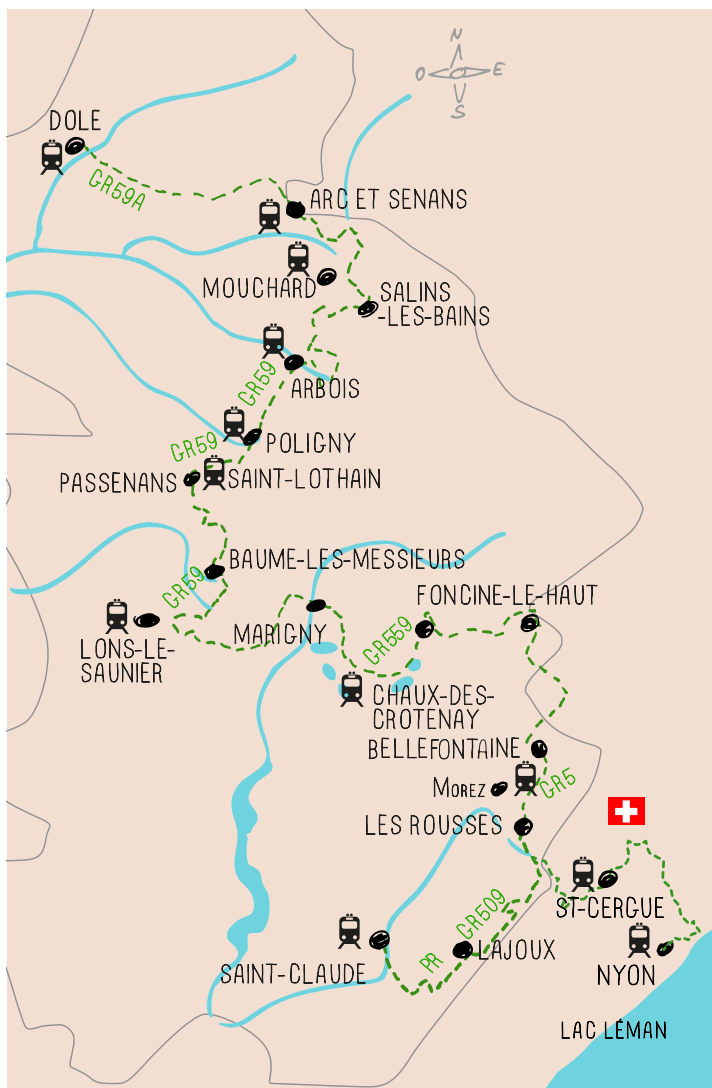 N
O
E
S
DOLE
GR59A
ARC ET SENANS
MOUCHARD
SALINS
-LES-BAINS
ARBOIS
GR59
POLIGNY
GR59
PASSENANS
SAINT-LOTHAIN
BAUME-LES-MESSIEURS
GR59
FONCINE-LE-HAUT
MARIGNY
GR559
LONS-LE-
SAUNIER
CHAUX-DES-
CROTENAY
BELLEFONTAINE
MOREZ
GR5
LES ROUSSES
ST-CERGUE
GR509
PR
LAJOUX
SAINT-CLAUDE
NYON
LAC LÉMAN